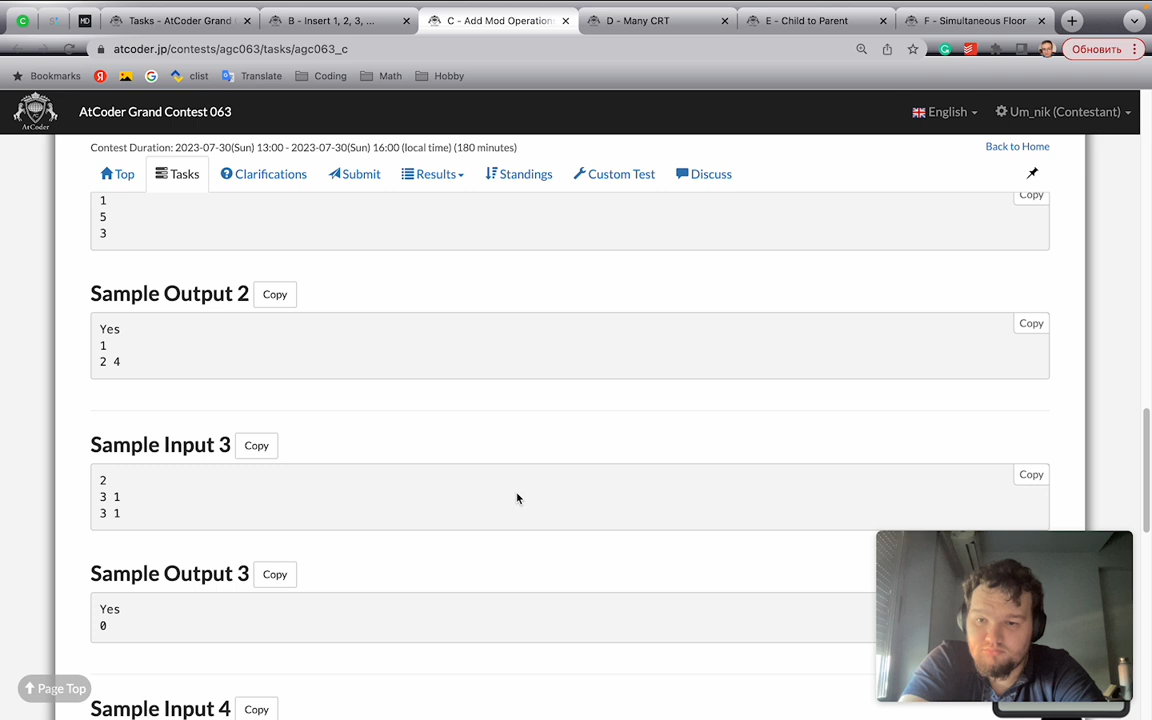 Tasks - AtCoder Grand
B - Insert 1, 2, 3, ...
C - Add Mod Operation
D - Many CRT
E - Child to Parent
F - Simultaneous Floor
atcoder.jp/contests/agc063/tasks/agc063_c
Обновить
Bookmarks
clist
Translate
Coding
Math
Hobby
AtCoder Grand Contest 063
English
Um_nik (Contestant)
Contest Duration: 2023-07-30(Sun) 13:00 - 2023-07-30(Sun) 16:00 (local time) (180 minutes)
Back to Home
Top
Tasks
Clarifications
Submit
Results
Standings
Custom Test
Discuss
1
Copy
5
3
Sample Output 2
Copy
Yes
Copy
1
2 4
Sample Input 3
Copy
2
Copy
3 1
3 1
Sample Output 3
Copy
Yes
0
Page Top
Sample Input 4
Copy